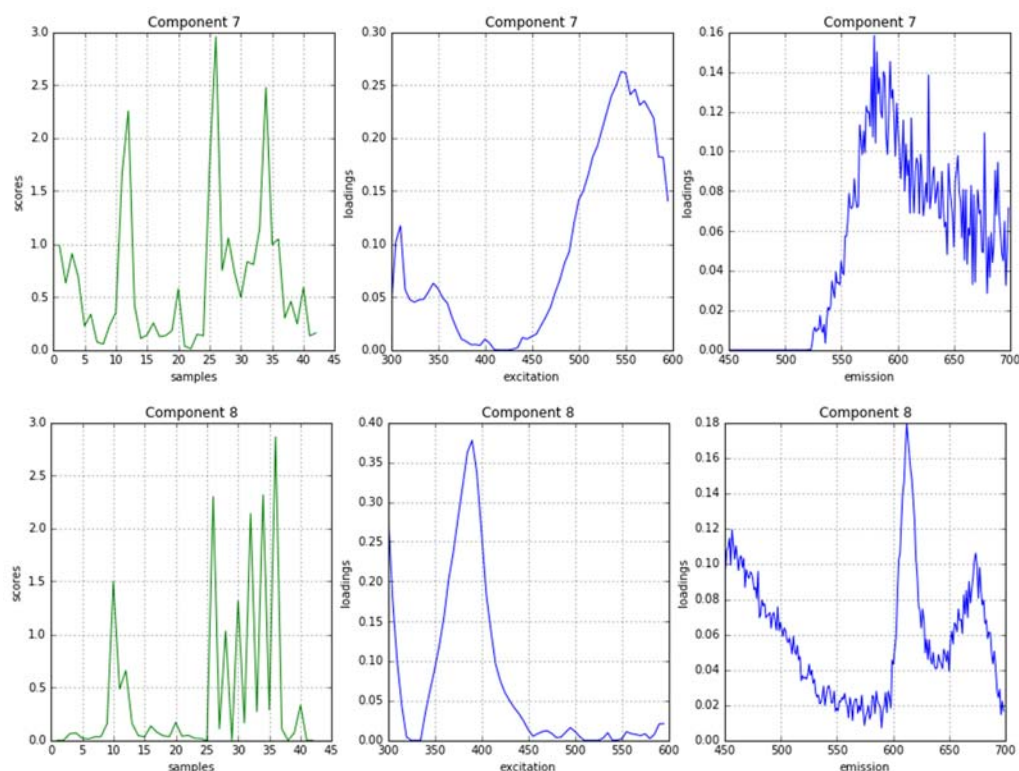 Component 7
3.0
2.5
2.0
1.5
1.0
0.5
0.0
scores
0 5 10 15 20 25 30 35 40 45
samples
Component 7
0.30
0.25
0.20
0.15
0.10
0.05
0.00
loadings
300 350 400 450 500 550 600
excitation
Component 7
0.16
0.14
0.12
0.10
0.08
0.06
0.04
0.02
0.00
loadings
450 500 550 600 650 700
emission
Component 8
3.0
2.5
2.0
1.5
1.0
0.5
0.0
scores
0 5 10 15 20 25 30 35 40 45
samples
Component 8
0.40
0.35
0.30
0.25
0.20
0.15
0.10
0.05
0.00
loadings
300 350 400 450 500 550 600
excitation
Component 8
0.18
0.16
0.14
0.12
0.10
0.08
0.06
0.04
0.02
0.00
loadings
450 500 550 600 650 700
emission